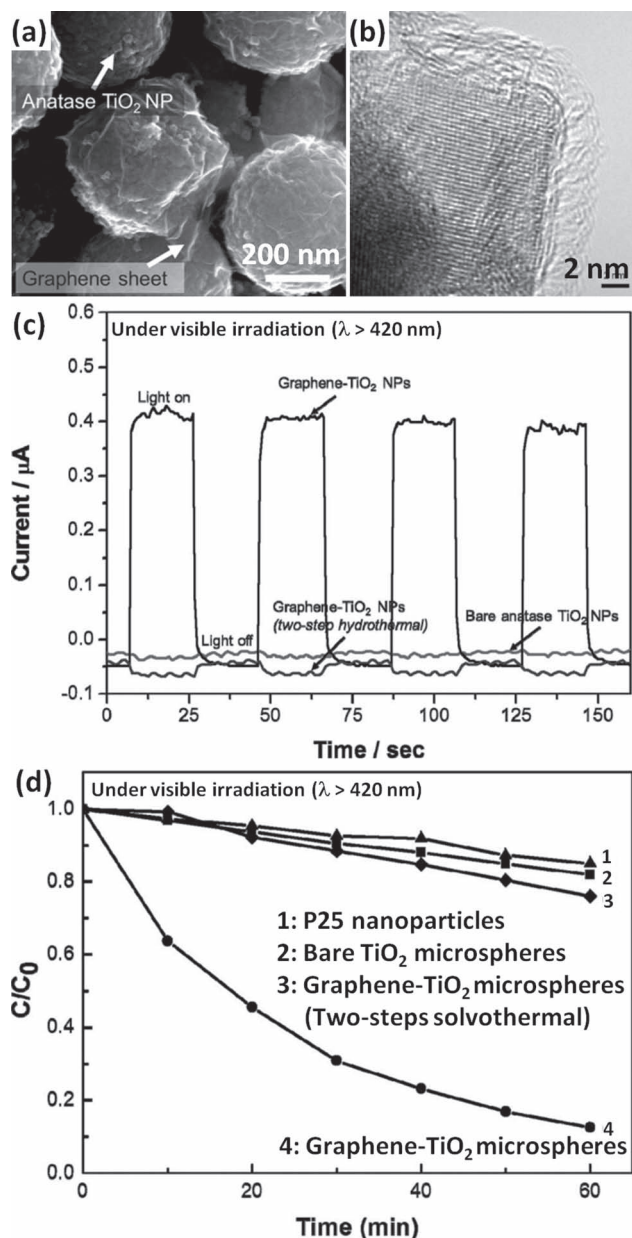 (a)
Anatase TiO2 NP
Graphene sheet
200 nm
(b)
2 nm
(c)
Under visible irradiation (λ > 420 nm)
Light on
Graphene-TiO2 NPs
Graphene-TiO2 NPs
(two-step hydrothermal)
Bare anatase TiO2 NPs
Light off
0.6
0.5
0.4
0.3
0.2
0.1
0.0
-0.1
Current / μA
0 25 50 75 100 125 150
Time / sec
(d)
Under visible irradiation (λ > 420 nm)
1
2
3
1: P25 nanoparticles
2: Bare TiO2 microspheres
3: Graphene-TiO2 microspheres
(Two-steps solvothermal)
4
4: Graphene-TiO2 microspheres
1.0
0.8
0.6
0.4
0.2
0.0
C/C0
0 20 40 60
Time (min)